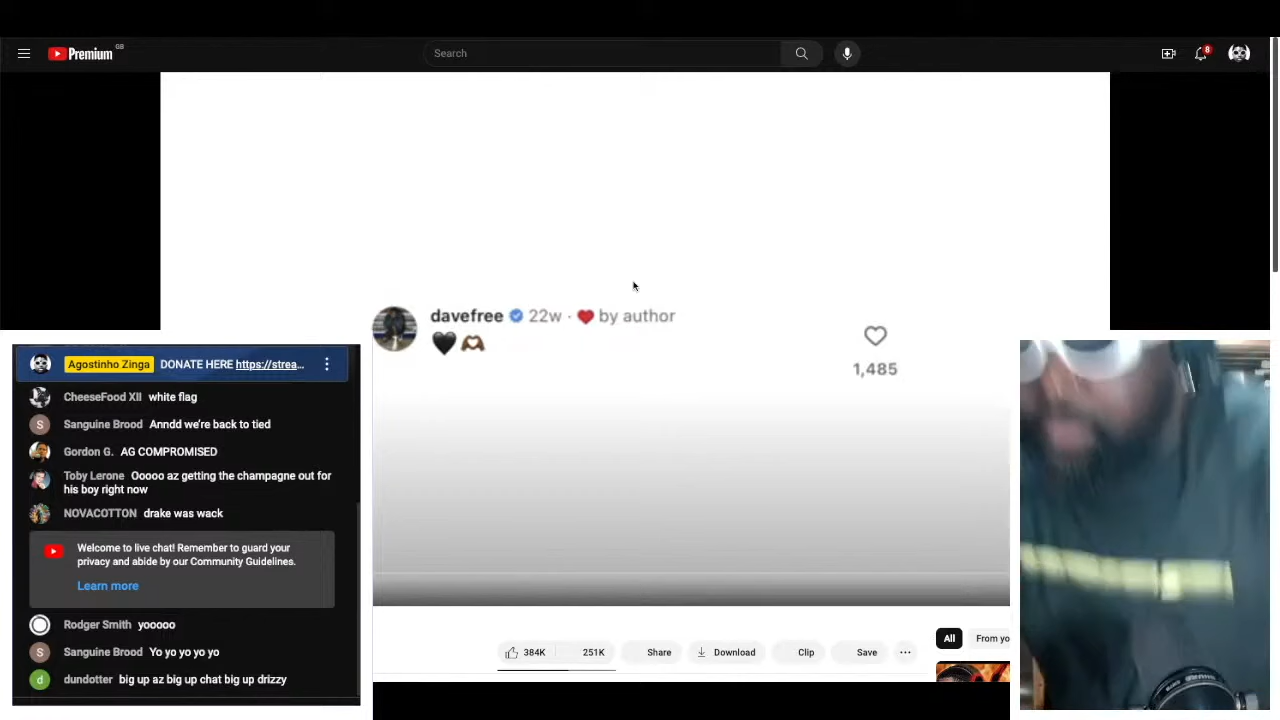 Premium GB
Search
8
davefree 22w · ❤️ by author
🖤 🫶🏾
1,485
Agostinho Zinga DONATE HERE https://strea...
CheeseFood XII white flag
Sanguine Brood Anndd we're back to tied
Gordon G. AG COMPROMISED
Toby Lerone Ooooo az getting the champagne out for
his boy right now
NOVACOTTON drake was wack
Welcome to live chat! Remember to guard your
privacy and abide by our Community Guidelines.
Learn more
Rodger Smith yooooo
Sanguine Brood Yo yo yo yo yo
dundotter big up az big up chat big up drizzy
384K 251K Share Download Clip Save
All From yo